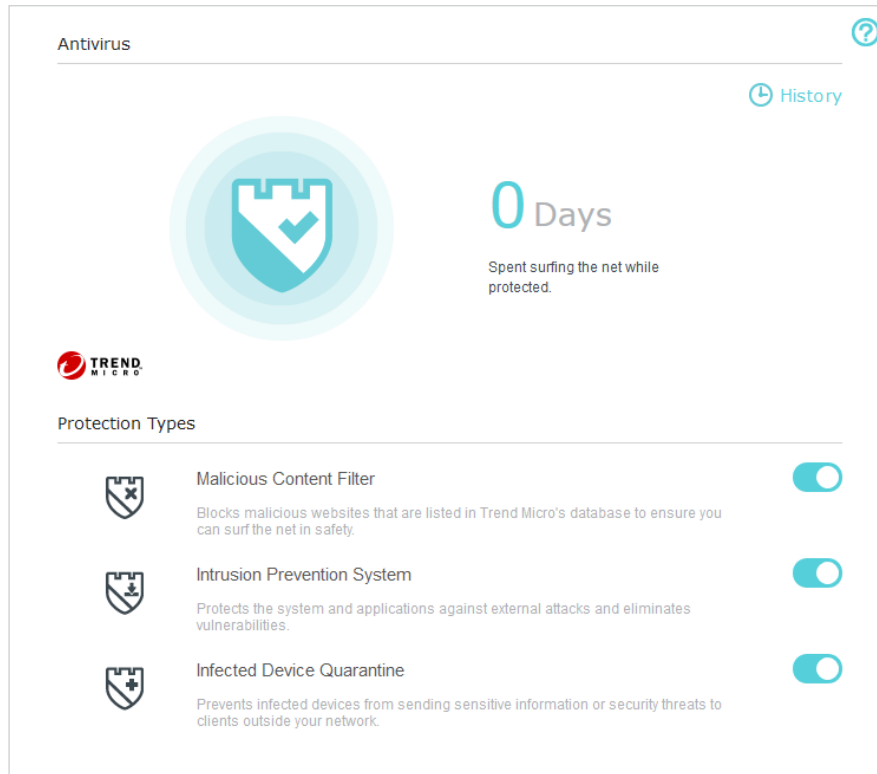 Antivirus
?
History
0 Days
Spent surfing the net while
protected.
TREND
MICRO
Protection Types
Malicious Content Filter
Blocks malicious websites that are listed in Trend Micro's database to ensure you
can surf the net in safety.
Intrusion Prevention System
Protects the system and applications against external attacks and eliminates
vulnerabilities.
Infected Device Quarantine
Prevents infected devices from sending sensitive information or security threats to
clients outside your network.